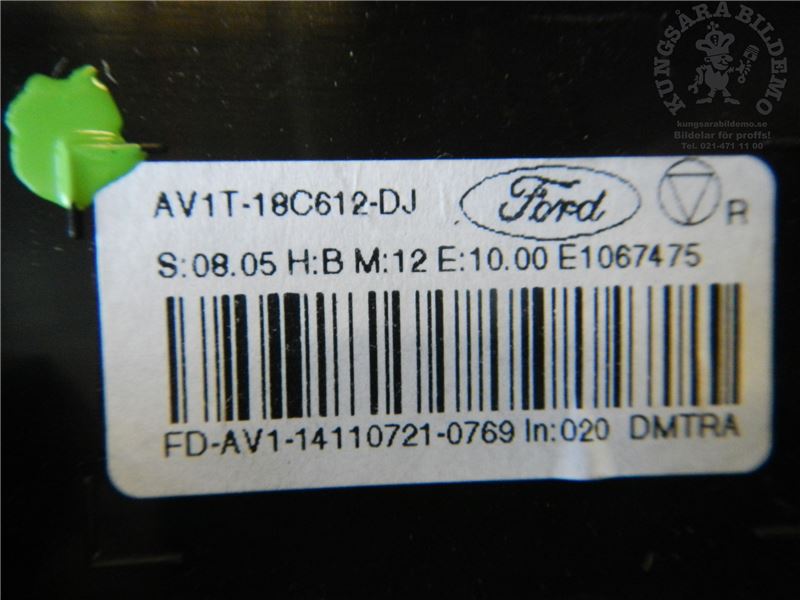 KUNGSÅRA BILDEMO
kungsarabildemo.se
Bildelar för proffs!
Tel. 021-471 11 00
AV1T-18C612-DJ Ford R
S:08.05 H:B M:12 E:10.00 E1067475
FD-AV1-14110721-0769 In:020 DMTRA